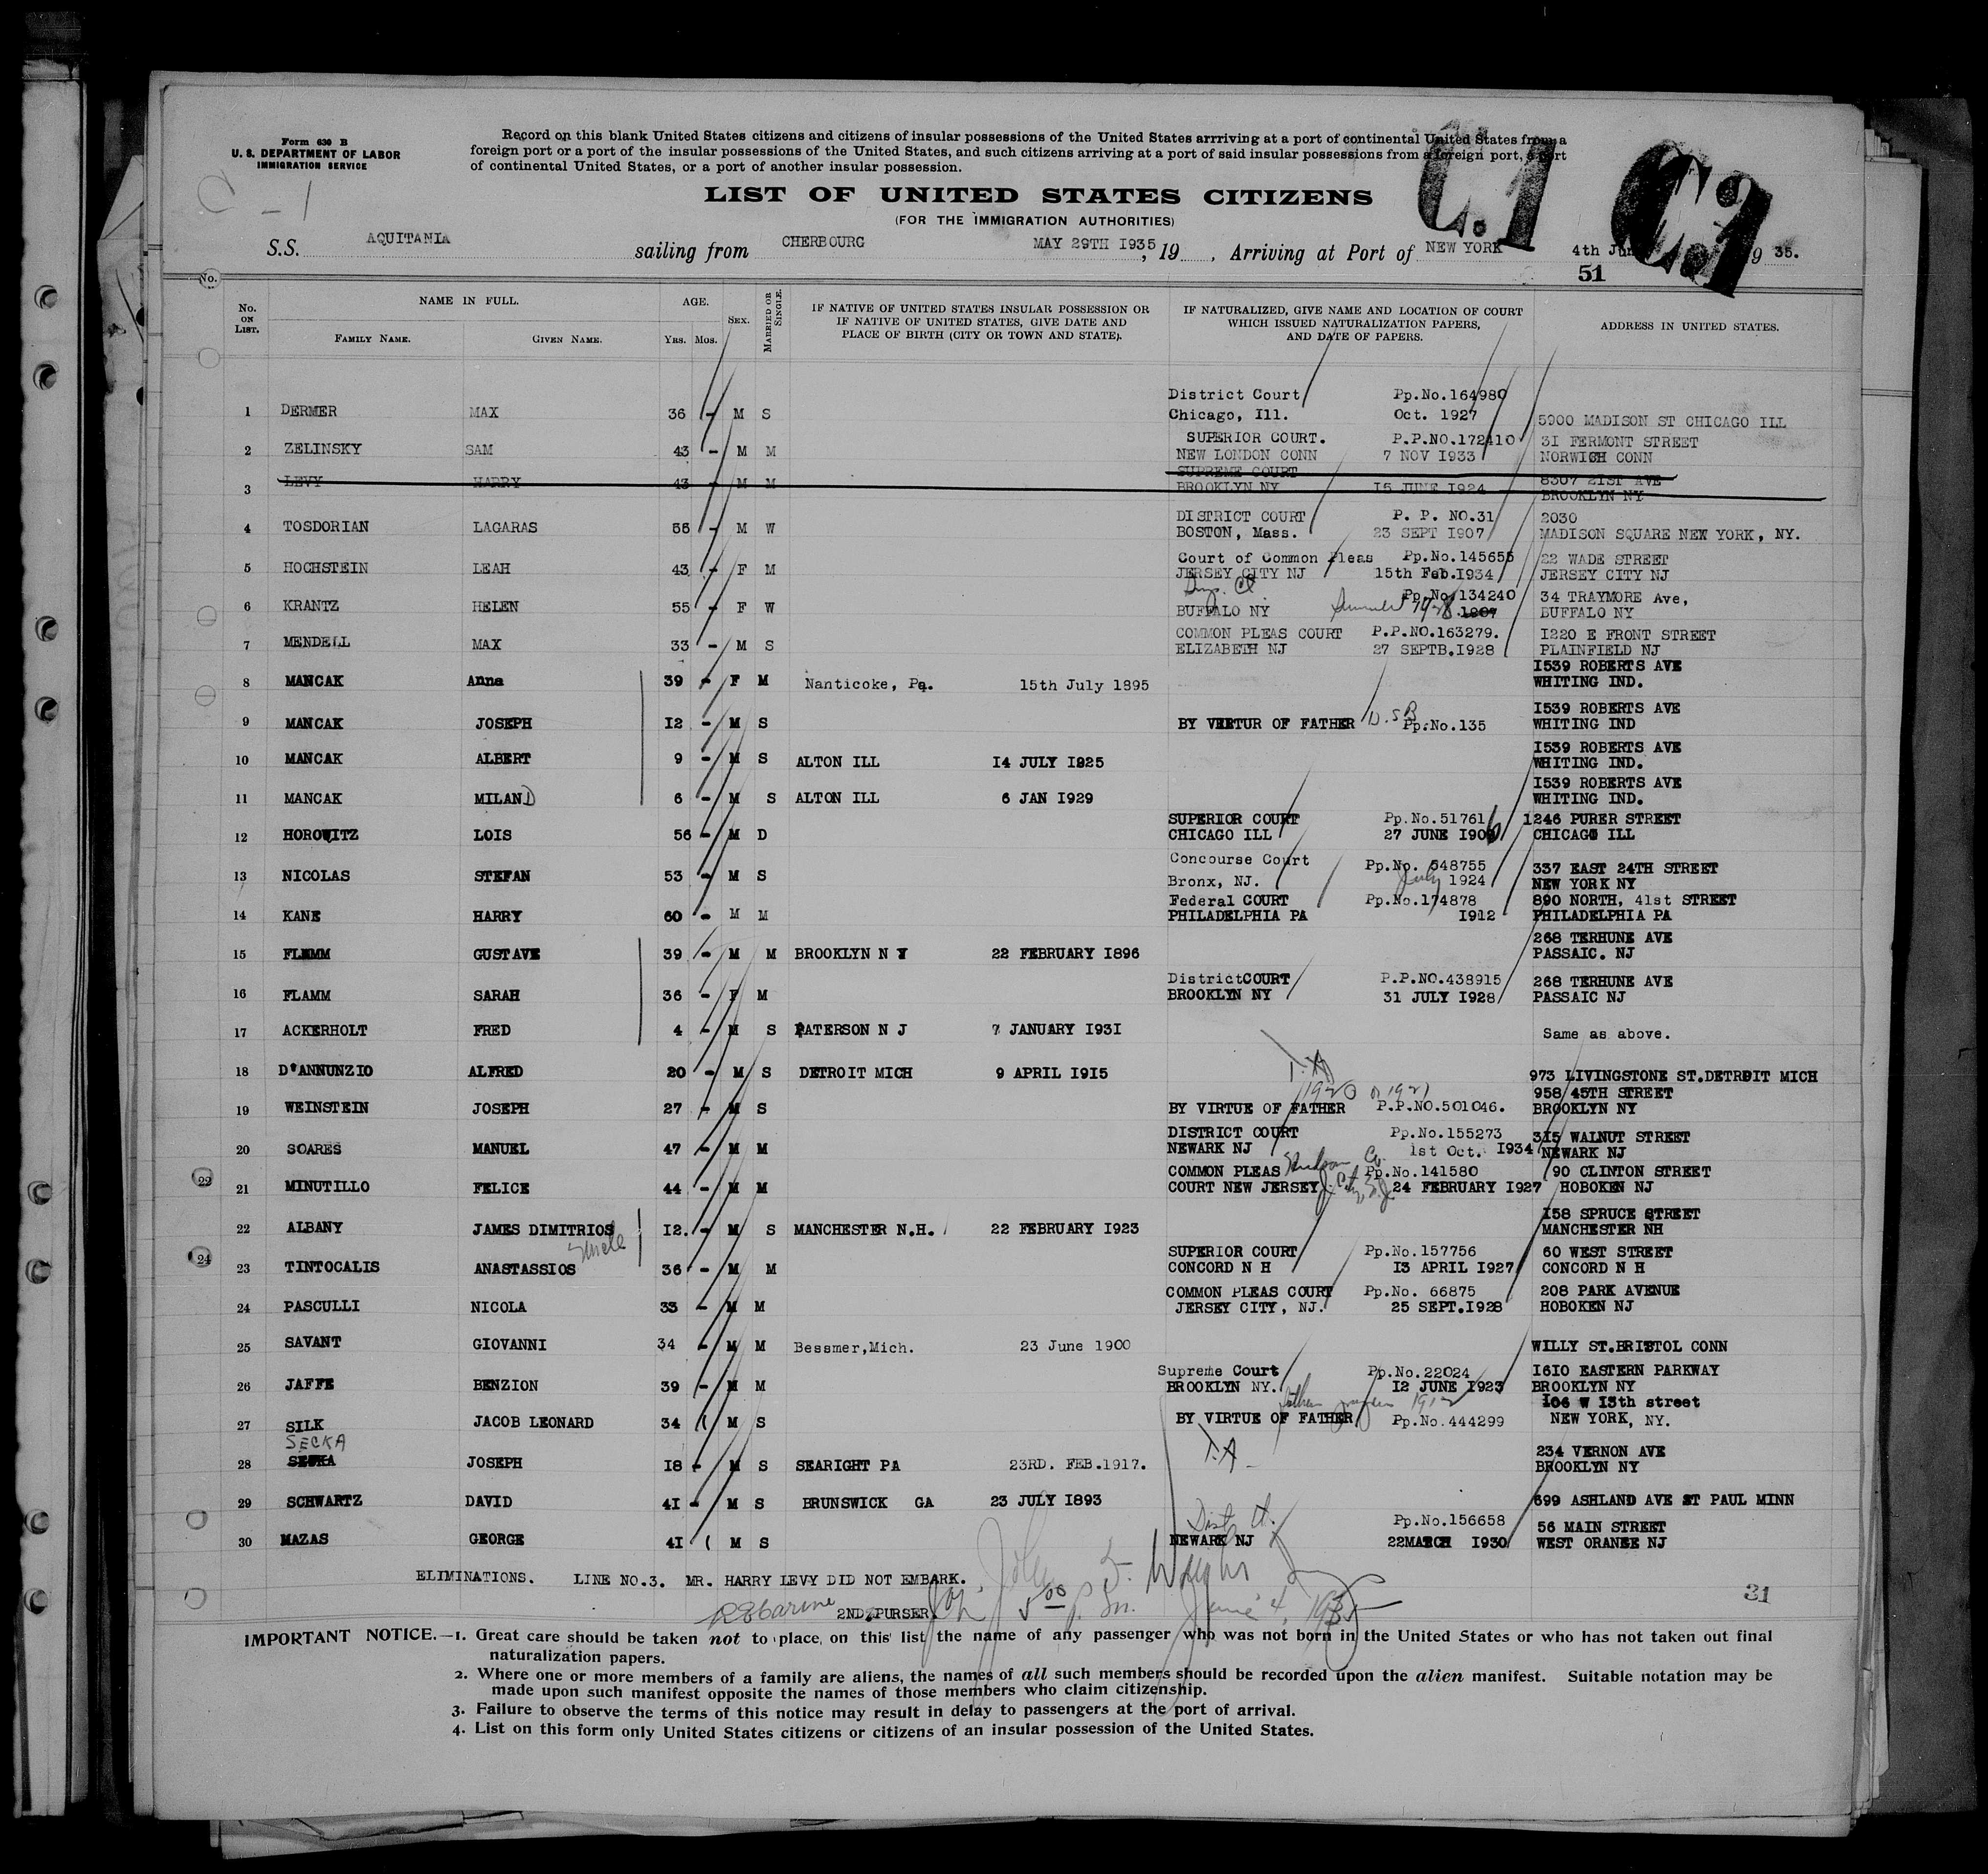 Form 630 B
U. S. DEPARTMENT OF LABOR
IMMIGRATION SERVICE
C - 1
Record on this blank United States citizens and citizens of insular possessions of the United States arrriving at a port of continental United States from a
foreign port or a port of the insular possessions of the United States, and such citizens arriving at a port of said insular possessions from a foreign port, a port
of continental United States, or a port of another insular possession.
C.1 C.1
LIST OF UNITED STATES CITIZENS
(FOR THE IMMIGRATION AUTHORITIES)
S.S. AQUITANIA sailing from CHERBOURG MAY 29TH 1935, 19 , Arriving at Port of NEW YORK 4th 35.
51
No.
No. ON LIST. NAME IN FULL. FAMILY NAME. GIVEN NAME. AGE. YRS. MOS. SEX. MARRIED OR SINGLE. IF NATIVE OF UNITED STATES INSULAR POSSESSION OR IF NATIVE OF UNITED STATES, GIVE DATE AND PLACE OF BIRTH (CITY OR TOWN AND STATE). IF NATURALIZED, GIVE NAME AND LOCATION OF COURT WHICH ISSUED NATURALIZATION PAPERS, AND DATE OF PAPERS. ADDRESS IN UNITED STATES.
District Court Pp.No.164980
1 DERMER MAX 36 - M S Chicago, Ill. Oct. 1927 5900 MADISON ST CHICAGO ILL
SUPERIOR COURT. P.P.NO.172410 31 FERMONT STREET
2 ZELINSKY SAM 43 - M M NEW LONDON CONN 7 NOV 1933 NORWICH CONN
SUPREME COURT 8307 21ST AVE
3 LEVY HARRY 43 M M BROOKLYN NY 15 JUNE 1924 BROOKLYN NY
DISTRICT COURT P. P. NO.31 2030
4 TOSDORIAN LAGARAS 56 - M W BOSTON, Mass. 23 SEPT 1907 MADISON SQUARE NEW YORK, NY.
Court of Common Pleas Pp.No.145655 22 WADE STREET
5 HOCHSTEIN LEAH 43 - F M JERSEY CITY NJ 15th Feb.1934 JERSEY CITY NJ
Pp.No.134240 34 TRAYMORE Ave,
6 KRANTZ HELEN 55 - F W BUFFALO NY 1928 1907 BUFFALO NY
COMMON PLEAS COURT P.P.NO.163279. 1220 E FRONT STREET
7 MENDELL MAX 33 - M S ELIZABETH NJ 27 SEPTB.1928 PLAINFIELD NJ
1539 ROBERTS AVE
8 MANCAK Anna 39 - F M Nanticoke, Pa. 15th July 1895 WHITING IND.
1539 ROBERTS AVE
9 MANCAK JOSEPH 12 - M S BY VERTUR OF FATHER D.S.B Pp.No.135 WHITING IND
1539 ROBERTS AVE
10 MANCAK ALBERT 9 - M S ALTON ILL 14 JULY 1925 WHITING IND.
1539 ROBERTS AVE
11 MANCAK MILAND 6 - M S ALTON ILL 6 JAN 1929 WHITING IND.
SUPERIOR COURT Pp.No.51761 1246 PURER STREET
12 HOROWITZ LOIS 56 - M D CHICAGO ILL 27 JUNE 1906 CHICAGO ILL
Concourse Court Pp.No. 548755 337 EAST 24TH STREET
13 NICOLAS STEFAN 53 - M S Bronx, NJ. July 1924 NEW YORK NY
Federal COURT Pp.No.174878 890 NORTH, 41st STREET
14 KANE HARRY 60 - M M PHILADELPHIA PA 1912 PHILADELPHIA PA
268 TERHUNE AVE
15 FLAMM GUSTAVE 39 - M M BROOKLYN N Y 22 FEBRUARY 1896 PASSAIC. NJ
DistrictCOURT P.P.NO.438915 268 TERHUNE AVE
16 FLAMM SARAH 36 - F M BROOKLYN NY 31 JULY 1928 PASSAIC NJ
17 ACKERHOLT FRED 4 - M S PATERSON N J 7 JANUARY 1931 Same as above.
T.A
18 D'ANNUNZIO ALFRED 20 - M S DETROIT MICH 9 APRIL 1915 973 LIVINGSTONE ST.DETROIT MICH
1920 or 1921 958 45TH STREET
19 WEINSTEIN JOSEPH 27 - M S BY VIRTUE OF FATHER P.P.NO.501046. BROOKLYN NY
DISTRICT COURT Pp.No.155273 315 WALNUT STREET
20 SOARES MANUEL 47 - M M NEWARK NJ 1st Oct. 1934 NEWARK NJ
22
COMMON PLEAS Hudson Co. Pp.No.141580 90 CLINTON STREET
21 MINUTILLO FELICE 44 - M M COURT NEW JERSEY 24 FEBRUARY 1927 HOBOKEN NJ
158 SPRUCE STREET
22 ALBANY JAMES DIMITRIOS 12. - M S MANCHESTER N.H. 22 FEBRUARY 1923 MANCHESTER NH
Uncle
24
SUPERIOR COURT Pp.No.157756 60 WEST STREET
23 TINTOCALIS ANASTASSIOS 36 - M M CONCORD N H 13 APRIL 1927 CONCORD N H
COMMON PLEAS COURT Pp.No. 66875 208 PARK AVENUE
24 PASCULLI NICOLA 33 - M M JERSEY CITY, NJ. 25 SEPT.1928 HOBOKEN NJ
25 SAVANT GIOVANNI 34 - M M Bessmer,Mich. 23 June 1900 WILLY ST.BRISTOL CONN
Supreme Court Pp.No.22024 1610 EASTERN PARKWAY
26 JAFFE BENZION 39 - M M BROOKLYN NY. 12 JUNE 1923 BROOKLYN NY
father 1912 106 W 13th street
27 SILK JACOB LEONARD 34 ( M S BY VIRTUE OF FATHER Pp.No.444299 NEW YORK, NY.
SECKA T.A 234 VERNON AVE
28 JOSEPH 18 - M S SEARIGHT PA 23RD. FEB.1917. BROOKLYN NY
29 SCHWARTZ DAVID 41 - M S BRUNSWICK GA 23 JULY 1893 699 ASHLAND AVE ST PAUL MINN
Dist Ct. Pp.No.156658 56 MAIN STREET
30 MAZAS GEORGE 41 ( M S NEWARK NJ 22MARCH 1930 WEST ORANGE NJ
ELIMINATIONS. LINE NO.3. MR. HARRY LEVY DID NOT EMBARK.
2ND.PURSER. June 4, 1935
31
IMPORTANT NOTICE.—1. Great care should be taken not to place on this list the name of any passenger who was not born in the United States or who has not taken out final
naturalization papers.
2. Where one or more members of a family are aliens, the names of all such members should be recorded upon the alien manifest. Suitable notation may be
made upon such manifest opposite the names of those members who claim citizenship.
3. Failure to observe the terms of this notice may result in delay to passengers at the port of arrival.
4. List on this form only United States citizens or citizens of an insular possession of the United States.